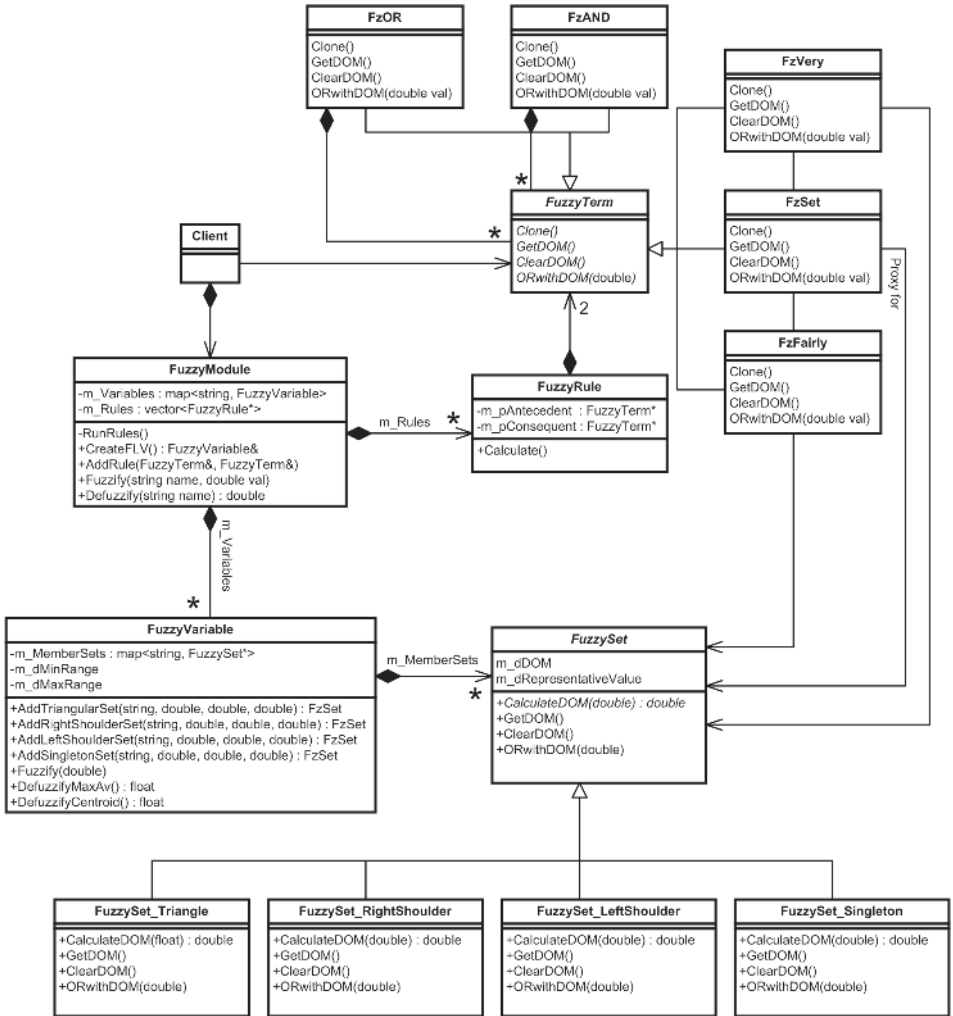 FzOR
Clone()
GetDOM()
ClearDOM()
ORwithDOM(double val)
FzAND
Clone()
GetDOM()
ClearDOM()
ORwithDOM(double val)
FzVery
Clone()
GetDOM()
ClearDOM()
ORwithDOM(double val)
*
*
FuzzyTerm
Clone()
GetDOM()
ClearDOM()
ORwithDOM(double)
FzSet
Clone()
GetDOM()
ClearDOM()
ORwithDOM(double val)
Proxy for
Client
2
FzFairly
Clone()
GetDOM()
ClearDOM()
ORwithDOM(double val)
FuzzyModule
-m_Variables : map<string, FuzzyVariable>
-m_Rules : vector<FuzzyRule*>
-RunRules()
+CreateFLV() : FuzzyVariable&
+AddRule(FuzzyTerm&, FuzzyTerm&)
+Fuzzify(string name, double val)
+Defuzzify(string name) : double
m_Rules
*
FuzzyRule
-m_pAntecedent : FuzzyTerm*
-m_pConsequent : FuzzyTerm*
+Calculate()
m_Variables
*
FuzzyVariable
-m_MemberSets : map<string, FuzzySet*>
-m_dMinRange
-m_dMaxRange
+AddTriangularSet(string, double, double, double) : FzSet
+AddRightShoulderSet(string, double, double, double) : FzSet
+AddLeftShoulderSet(string, double, double, double) : FzSet
+AddSingletonSet(string, double, double, double) : FzSet
+Fuzzify(double)
+DefuzzifyMaxAv() : float
+DefuzzifyCentroid() : float
m_MemberSets
*
FuzzySet
m_dDOM
m_dRepresentativeValue
+CalculateDOM(double) : double
+GetDOM()
+ClearDOM()
+ORwithDOM(double)
FuzzySet_Triangle
+CalculateDOM(float) : double
+GetDOM()
+ClearDOM()
+ORwithDOM(double)
FuzzySet_RightShoulder
+CalculateDOM(double) : double
+GetDOM()
+ClearDOM()
+ORwithDOM(double)
FuzzySet_LeftShoulder
+CalculateDOM(double) : double
+GetDOM()
+ClearDOM()
+ORwithDOM(double)
FuzzySet_Singleton
+CalculateDOM(double) : double
+GetDOM()
+ClearDOM()
+ORwithDOM(double)